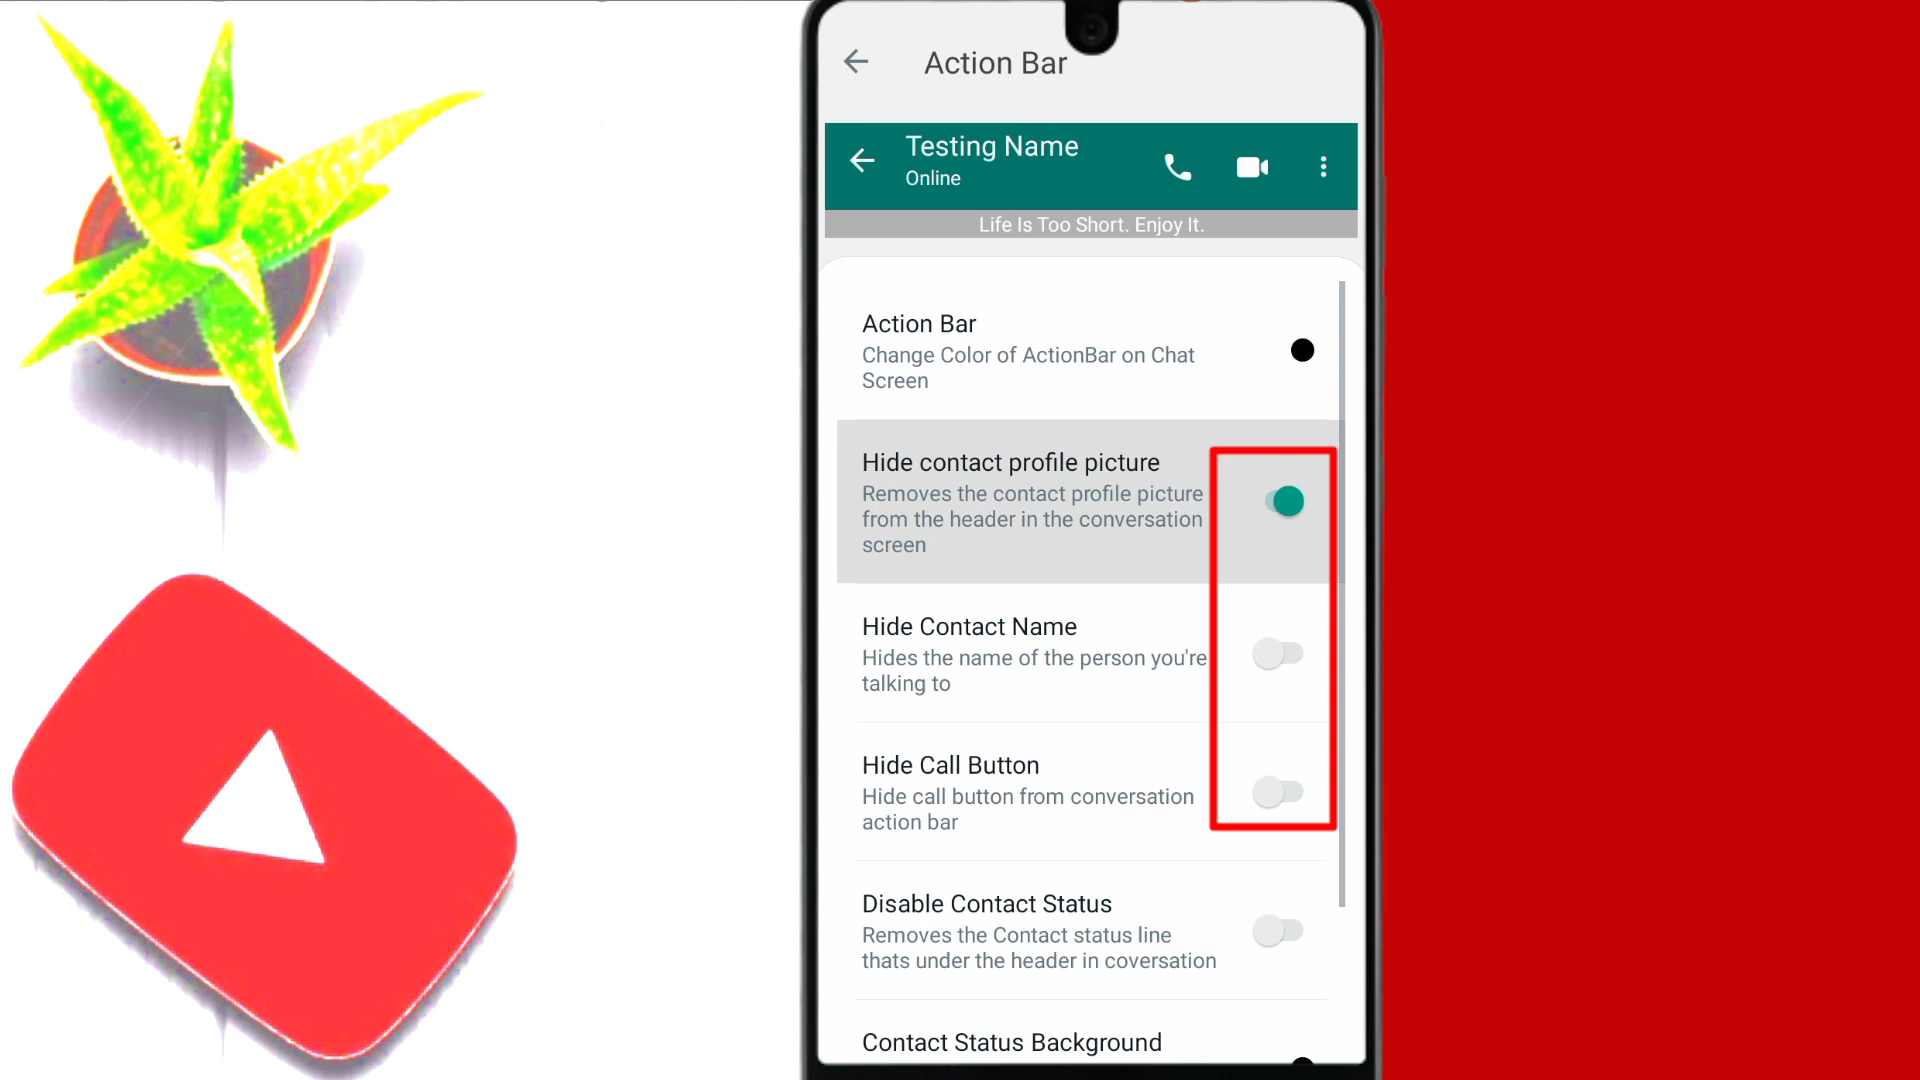 Action Bar
Testing Name
Online
Life Is Too Short. Enjoy It.
Action Bar
Change Color of ActionBar on Chat
Screen
Hide contact profile picture
Removes the contact profile picture
from the header in the conversation
screen
Hide Contact Name
Hides the name of the person you're
talking to
Hide Call Button
Hide call button from conversation
action bar
Disable Contact Status
Removes the Contact status line
thats under the header in coversation
Contact Status Background